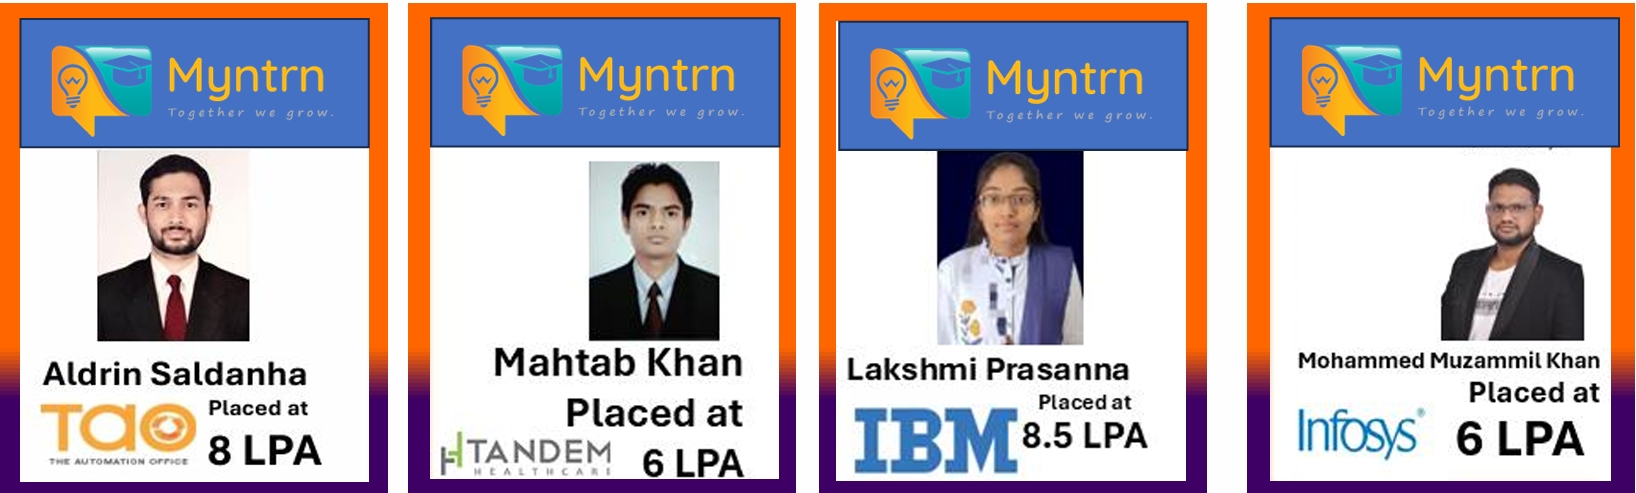 Myntrn
Together we grow.
Aldrin Saldanha
Placed at
TAO
THE AUTOMATION OFFICE
8 LPA
Myntrn
Together we grow.
Mahtab Khan
Placed at
TANDEM
HEALTHCARE
6 LPA
Myntrn
Together we grow.
Lakshmi Prasanna
Placed at
IBM
8.5 LPA
Myntrn
Together we grow.
Mohammed Muzammil Khan
Placed at
Infosys®
6 LPA